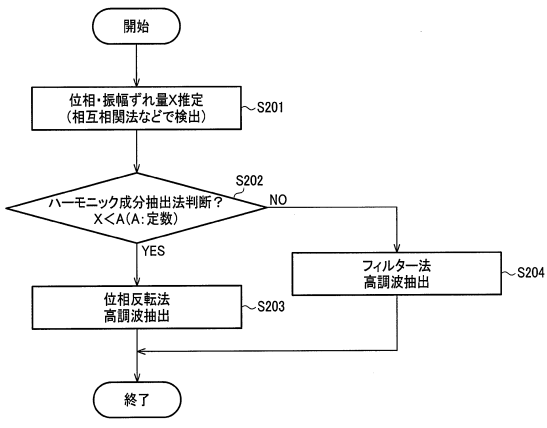 開始
位相・振幅ずれ量X推定
(相互相関法などで検出)
S201
ハーモニック成分抽出法判断?
X<A(A:定数)
S202
NO
YES
フィルター法
高調波抽出
S204
位相反転法
高調波抽出
S203
終了